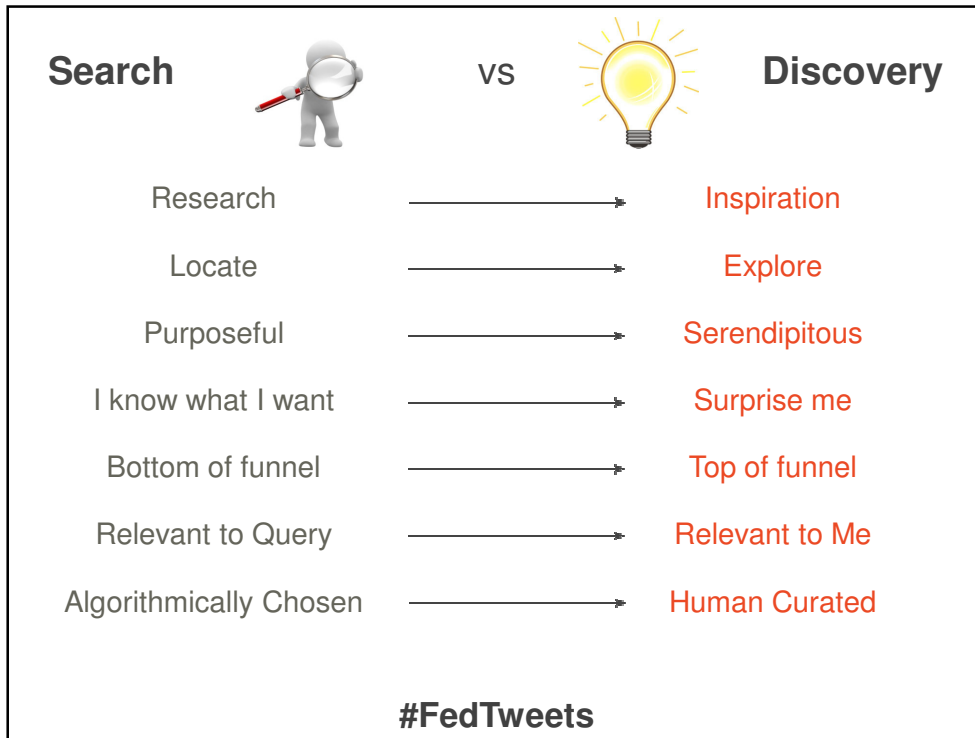 Search vs Discovery
Research Inspiration
Locate Explore
Purposeful Serendipitous
I know what I want Surprise me
Bottom of funnel Top of funnel
Relevant to Query Relevant to Me
Algorithmically Chosen Human Curated
#FedTweets